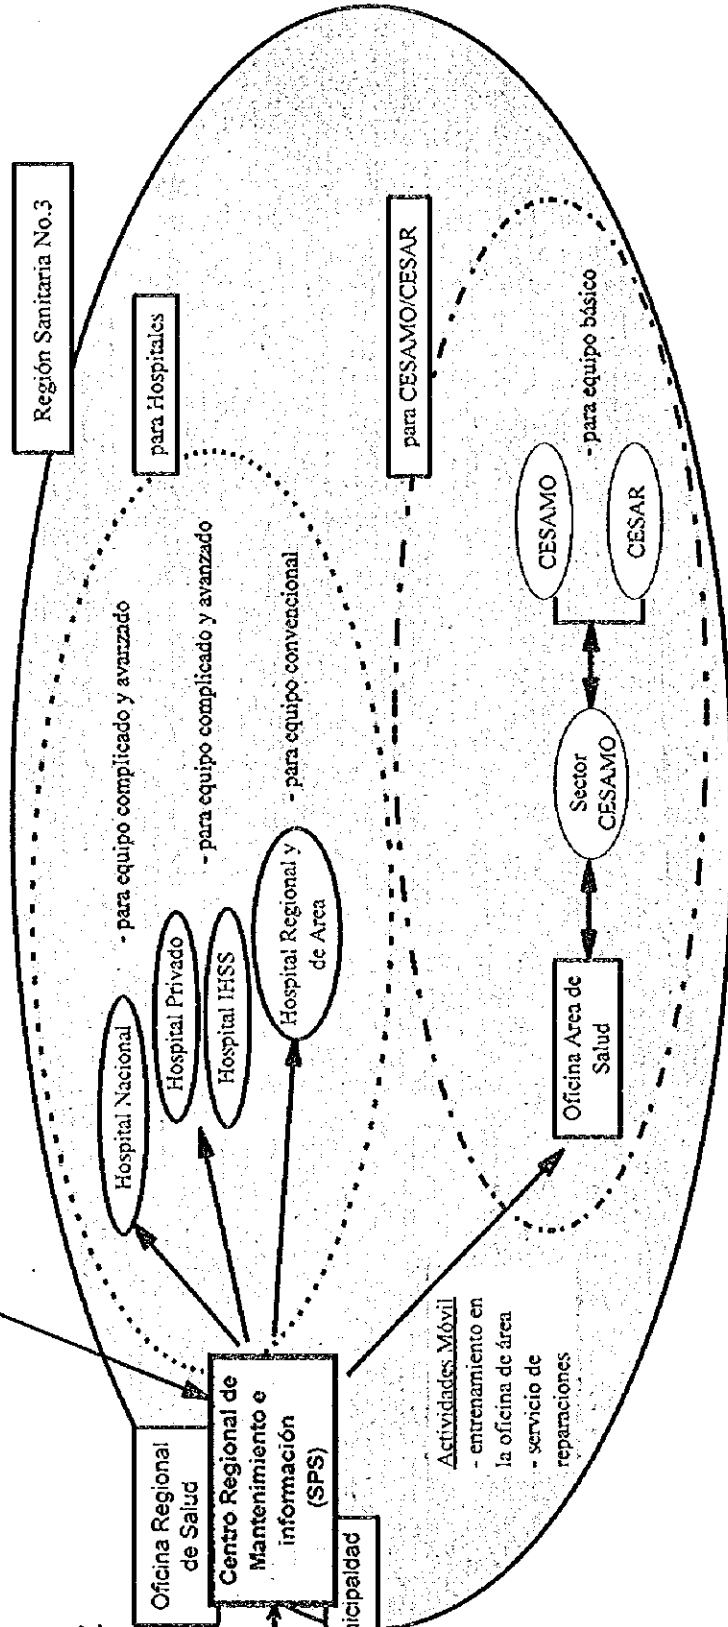 Región Sanitaria No.3
para Hospitales
- para equipo complicado y avanzado
Hospital Nacional
- para equipo complicado y avanzado
Hospital Privado
Hospital IHSS
- para equipo convencional
Hospital Regional y
de Area
Oficina Regional
de Salud
Centro Regional de
Mantenimiento e
información
(SPS)
nicipaldad
para CESAMO/CESAR
- para equipo básico
CESAMO
CESAR
Sector
CESAMO
Oficina Area de
Salud
Actividades Móvil
- entrenamiento en
la oficina de área
- servicio de
reparaciones